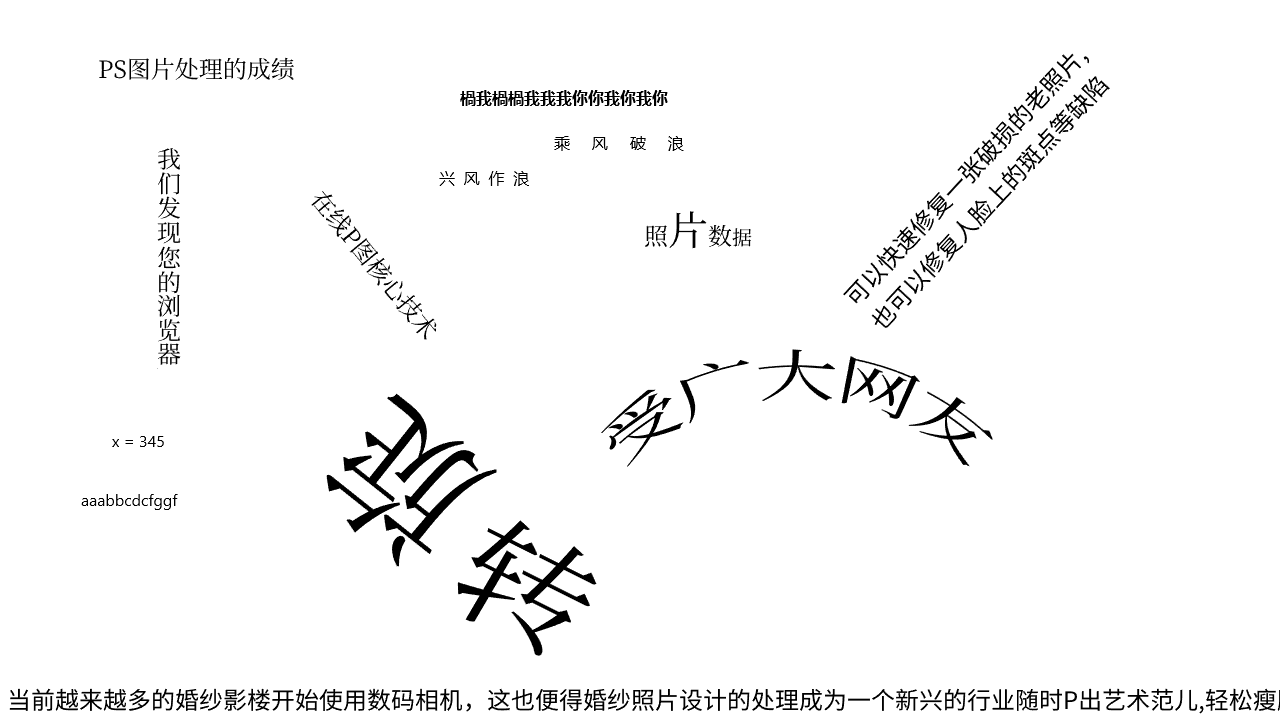 PS图片处理的成绩
槝我槝槝我我我你你我你我你
乘风破浪
兴风作浪
我们发现您的浏览器
在线P图核心技术
照片数据
可以快速修复一张破损的老照片，
也可以修复人脸上的斑点等缺陷
受广大网友
x = 345
aaabbcdcfggf
旋转
当前越来越多的婚纱影楼开始使用数码相机，这也便得婚纱照片设计的处理成为一个新兴的行业随时P出艺术范儿,轻松瘦